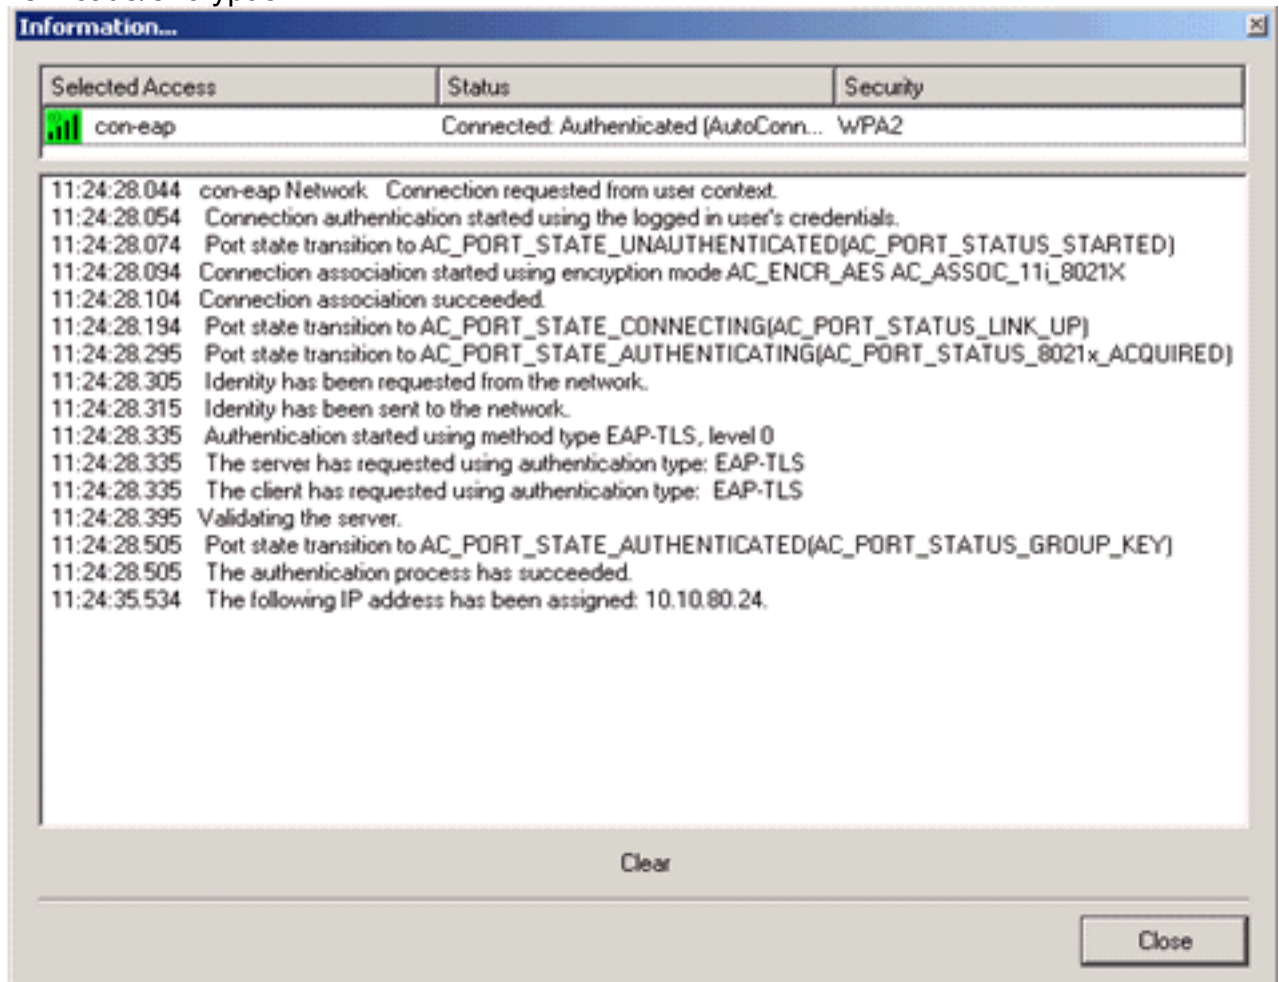 Information...
Selected Access Status Security
con-eap Connected: Authenticated (AutoConn... WPA2
11:24:28.044 con-eap Network Connection requested from user context.
11:24:28.054 Connection authentication started using the logged in user's credentials.
11:24:28.074 Port state transition to AC_PORT_STATE_UNAUTHENTICATED(AC_PORT_STATUS_STARTED)
11:24:28.094 Connection association started using encryption mode AC_ENCR_AES AC_ASSOC_11i_8021X
11:24:28.104 Connection association succeeded.
11:24:28.194 Port state transition to AC_PORT_STATE_CONNECTING(AC_PORT_STATUS_LINK_UP)
11:24:28.295 Port state transition to AC_PORT_STATE_AUTHENTICATING(AC_PORT_STATUS_8021x_ACQUIRED)
11:24:28.305 Identity has been requested from the network.
11:24:28.315 Identity has been sent to the network.
11:24:28.335 Authentication started using method type EAP-TLS, level 0
11:24:28.335 The server has requested using authentication type: EAP-TLS
11:24:28.335 The client has requested using authentication type: EAP-TLS
11:24:28.395 Validating the server.
11:24:28.505 Port state transition to AC_PORT_STATE_AUTHENTICATED(AC_PORT_STATUS_GROUP_KEY)
11:24:28.505 The authentication process has succeeded.
11:24:35.534 The following IP address has been assigned: 10.10.80.24.
Clear
Close